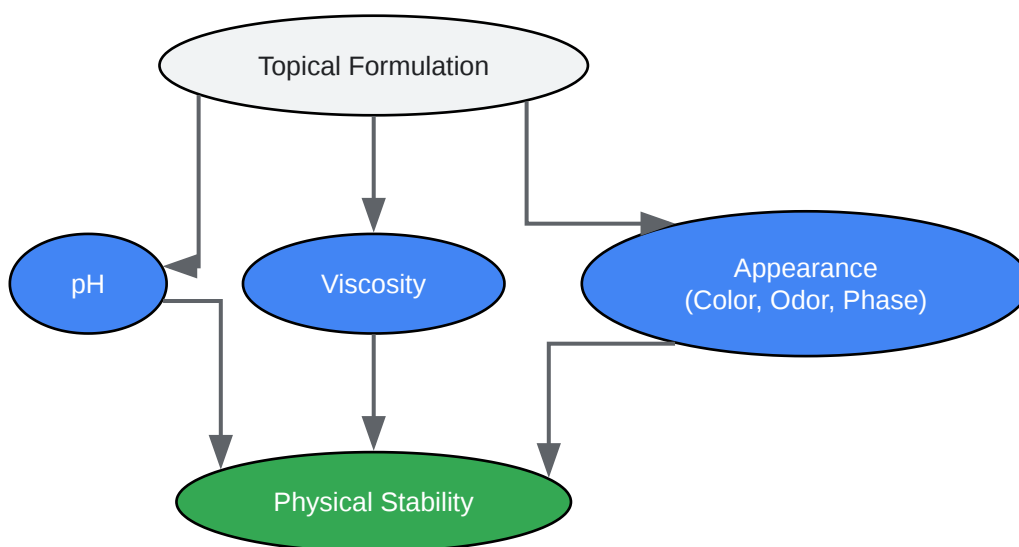 Topical Formulation
pH
Viscosity
Appearance
(Color, Odor, Phase)
Physical Stability